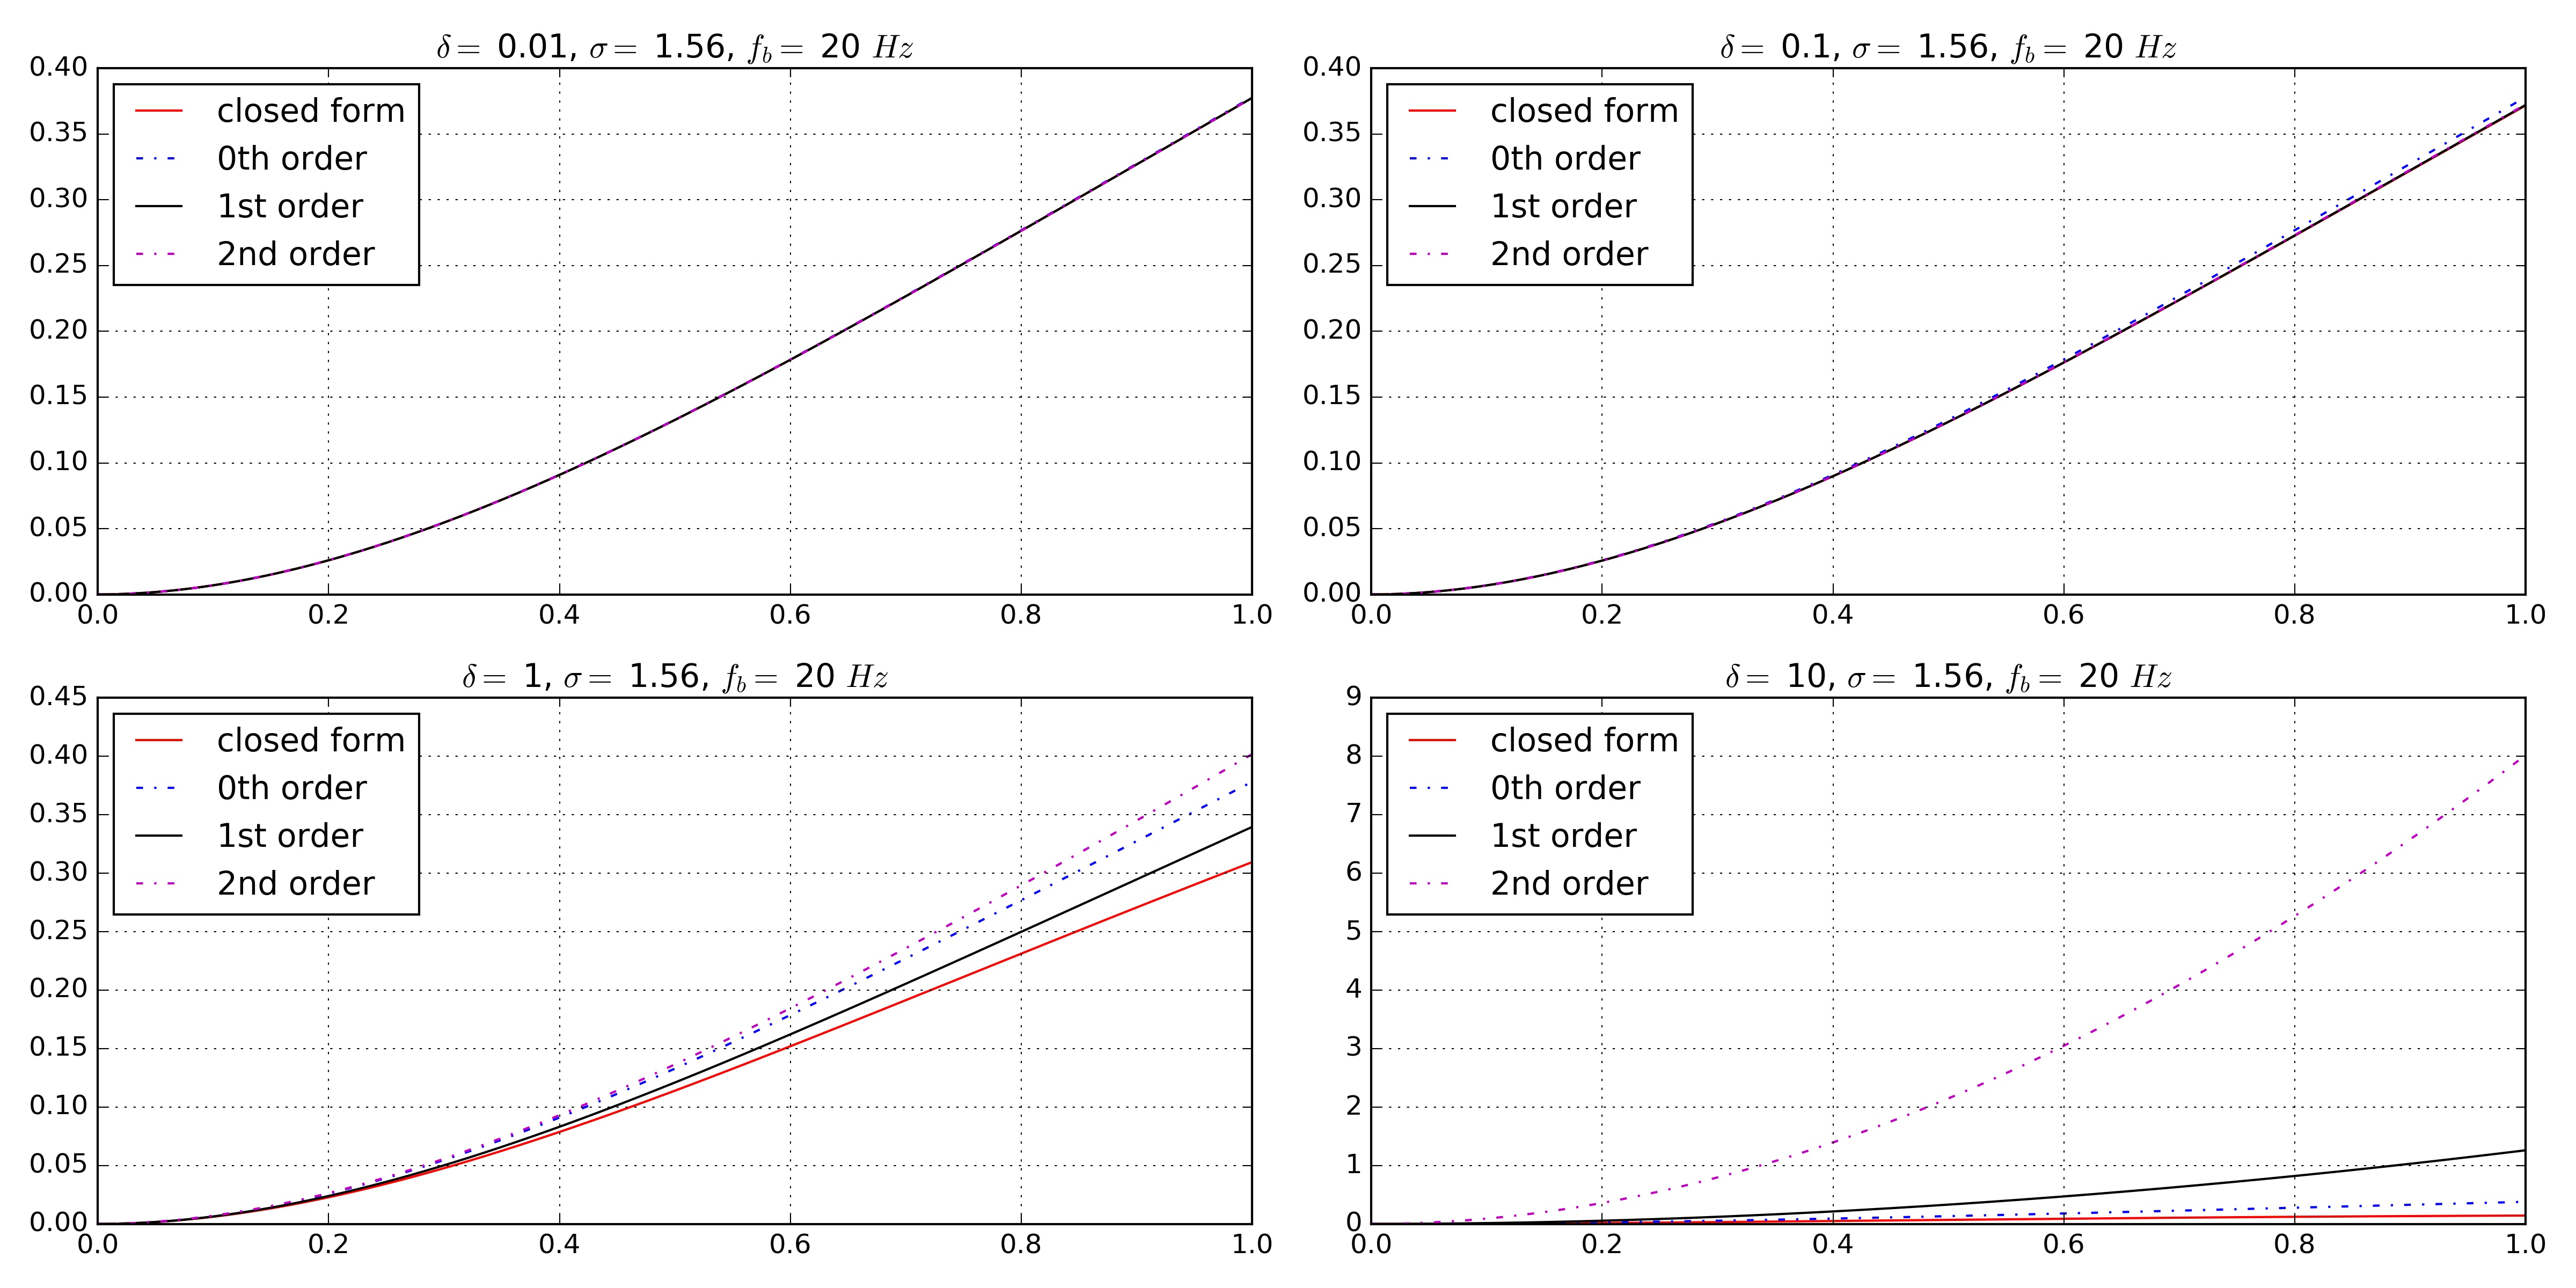 δ = 0.01, σ = 1.56, f_b = 20 Hz
0.40
0.35
0.30
0.25
0.20
0.15
0.10
0.05
0.00
closed form
0th order
1st order
2nd order
0.0 0.2 0.4 0.6 0.8 1.0
δ = 0.1, σ = 1.56, f_b = 20 Hz
0.40
0.35
0.30
0.25
0.20
0.15
0.10
0.05
0.00
closed form
0th order
1st order
2nd order
0.0 0.2 0.4 0.6 0.8 1.0
δ = 1, σ = 1.56, f_b = 20 Hz
0.45
0.40
0.35
0.30
0.25
0.20
0.15
0.10
0.05
0.00
closed form
0th order
1st order
2nd order
0.0 0.2 0.4 0.6 0.8 1.0
δ = 10, σ = 1.56, f_b = 20 Hz
9
8
7
6
5
4
3
2
1
0
closed form
0th order
1st order
2nd order
0.0 0.2 0.4 0.6 0.8 1.0